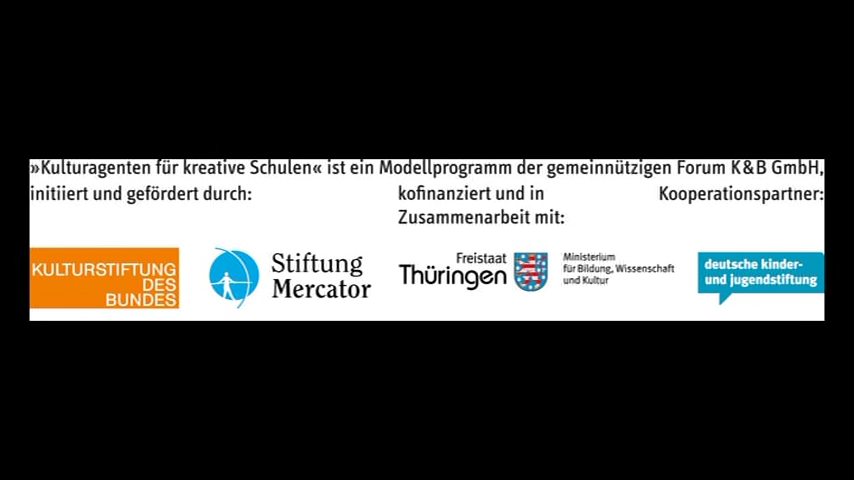 »Kulturagenten für kreative Schulen« ist ein Modellprogramm der gemeinnützigen Forum K&B GmbH,
initiiert und gefördert durch:
kofinanziert und in
Zusammenarbeit mit:
Kooperationspartner:
KULTURSTIFTUNG
DES
BUNDES
Stiftung
Mercator
Freistaat
Thüringen
Ministerium
für Bildung, Wissenschaft
und Kultur
deutsche kinder-
und jugendstiftung